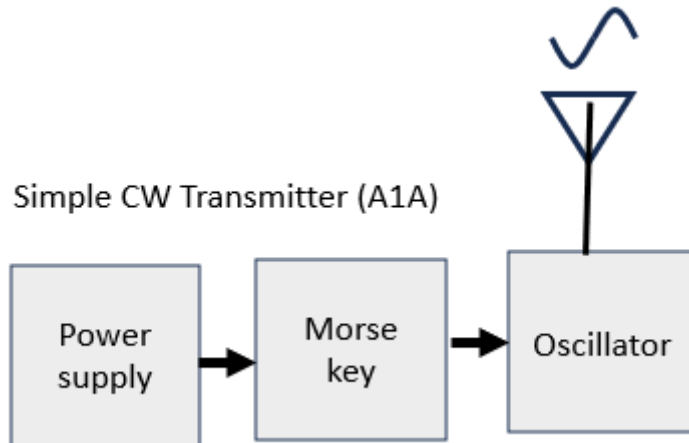 Simple CW Transmitter (A1A)
Power
supply
Morse
key
Oscillator